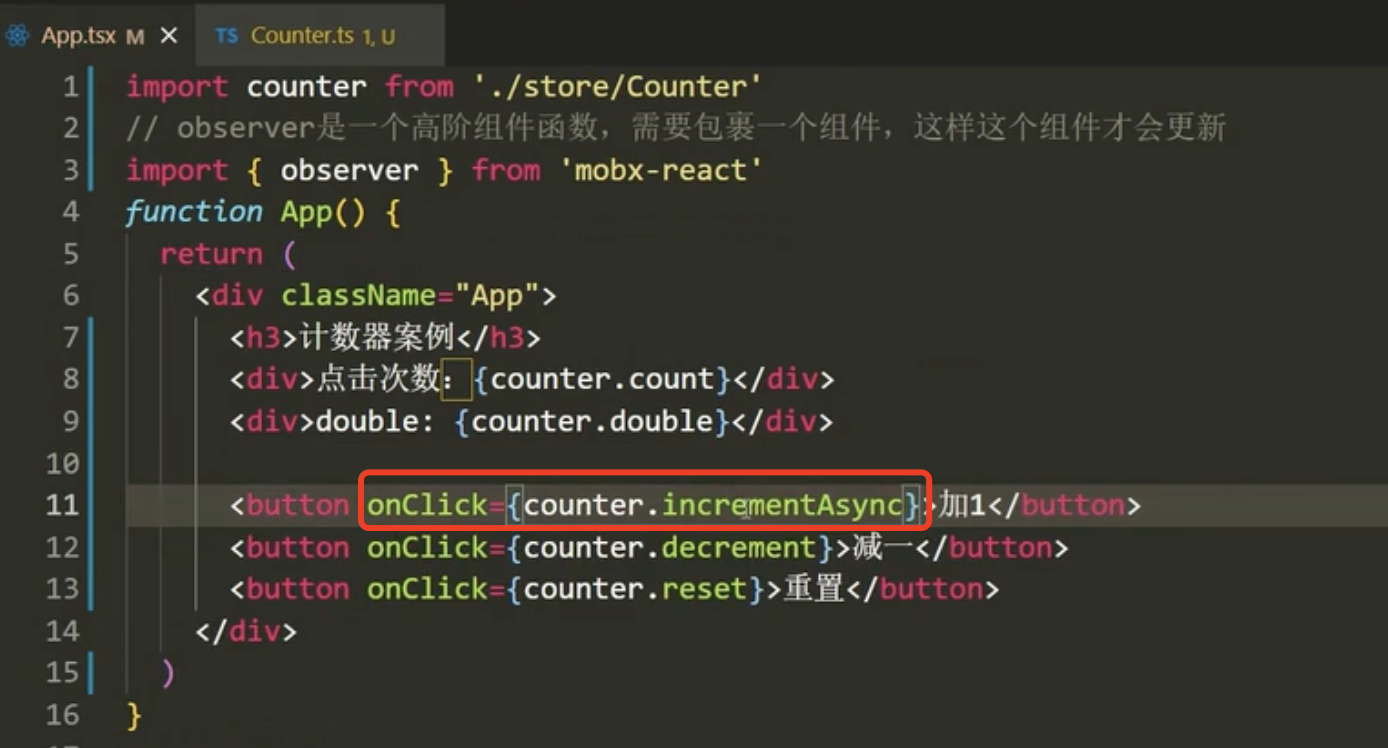 App.tsx M × TS Counter.ts 1, U
1 import counter from './store/Counter'
2 // observer是一个高阶组件函数，需要包裹一个组件，这样这个组件才会更新
3 import { observer } from 'mobx-react'
4 function App() {
5 return (
6 <div className="App">
7 <h3>计数器案例</h3>
8 <div>点击次数：{counter.count}</div>
9 <div>double: {counter.double}</div>
10
11 <button onClick={counter.incrementAsync}>加1</button>
12 <button onClick={counter.decrement}>减一</button>
13 <button onClick={counter.reset}>重置</button>
14 </div>
15 )
16 }